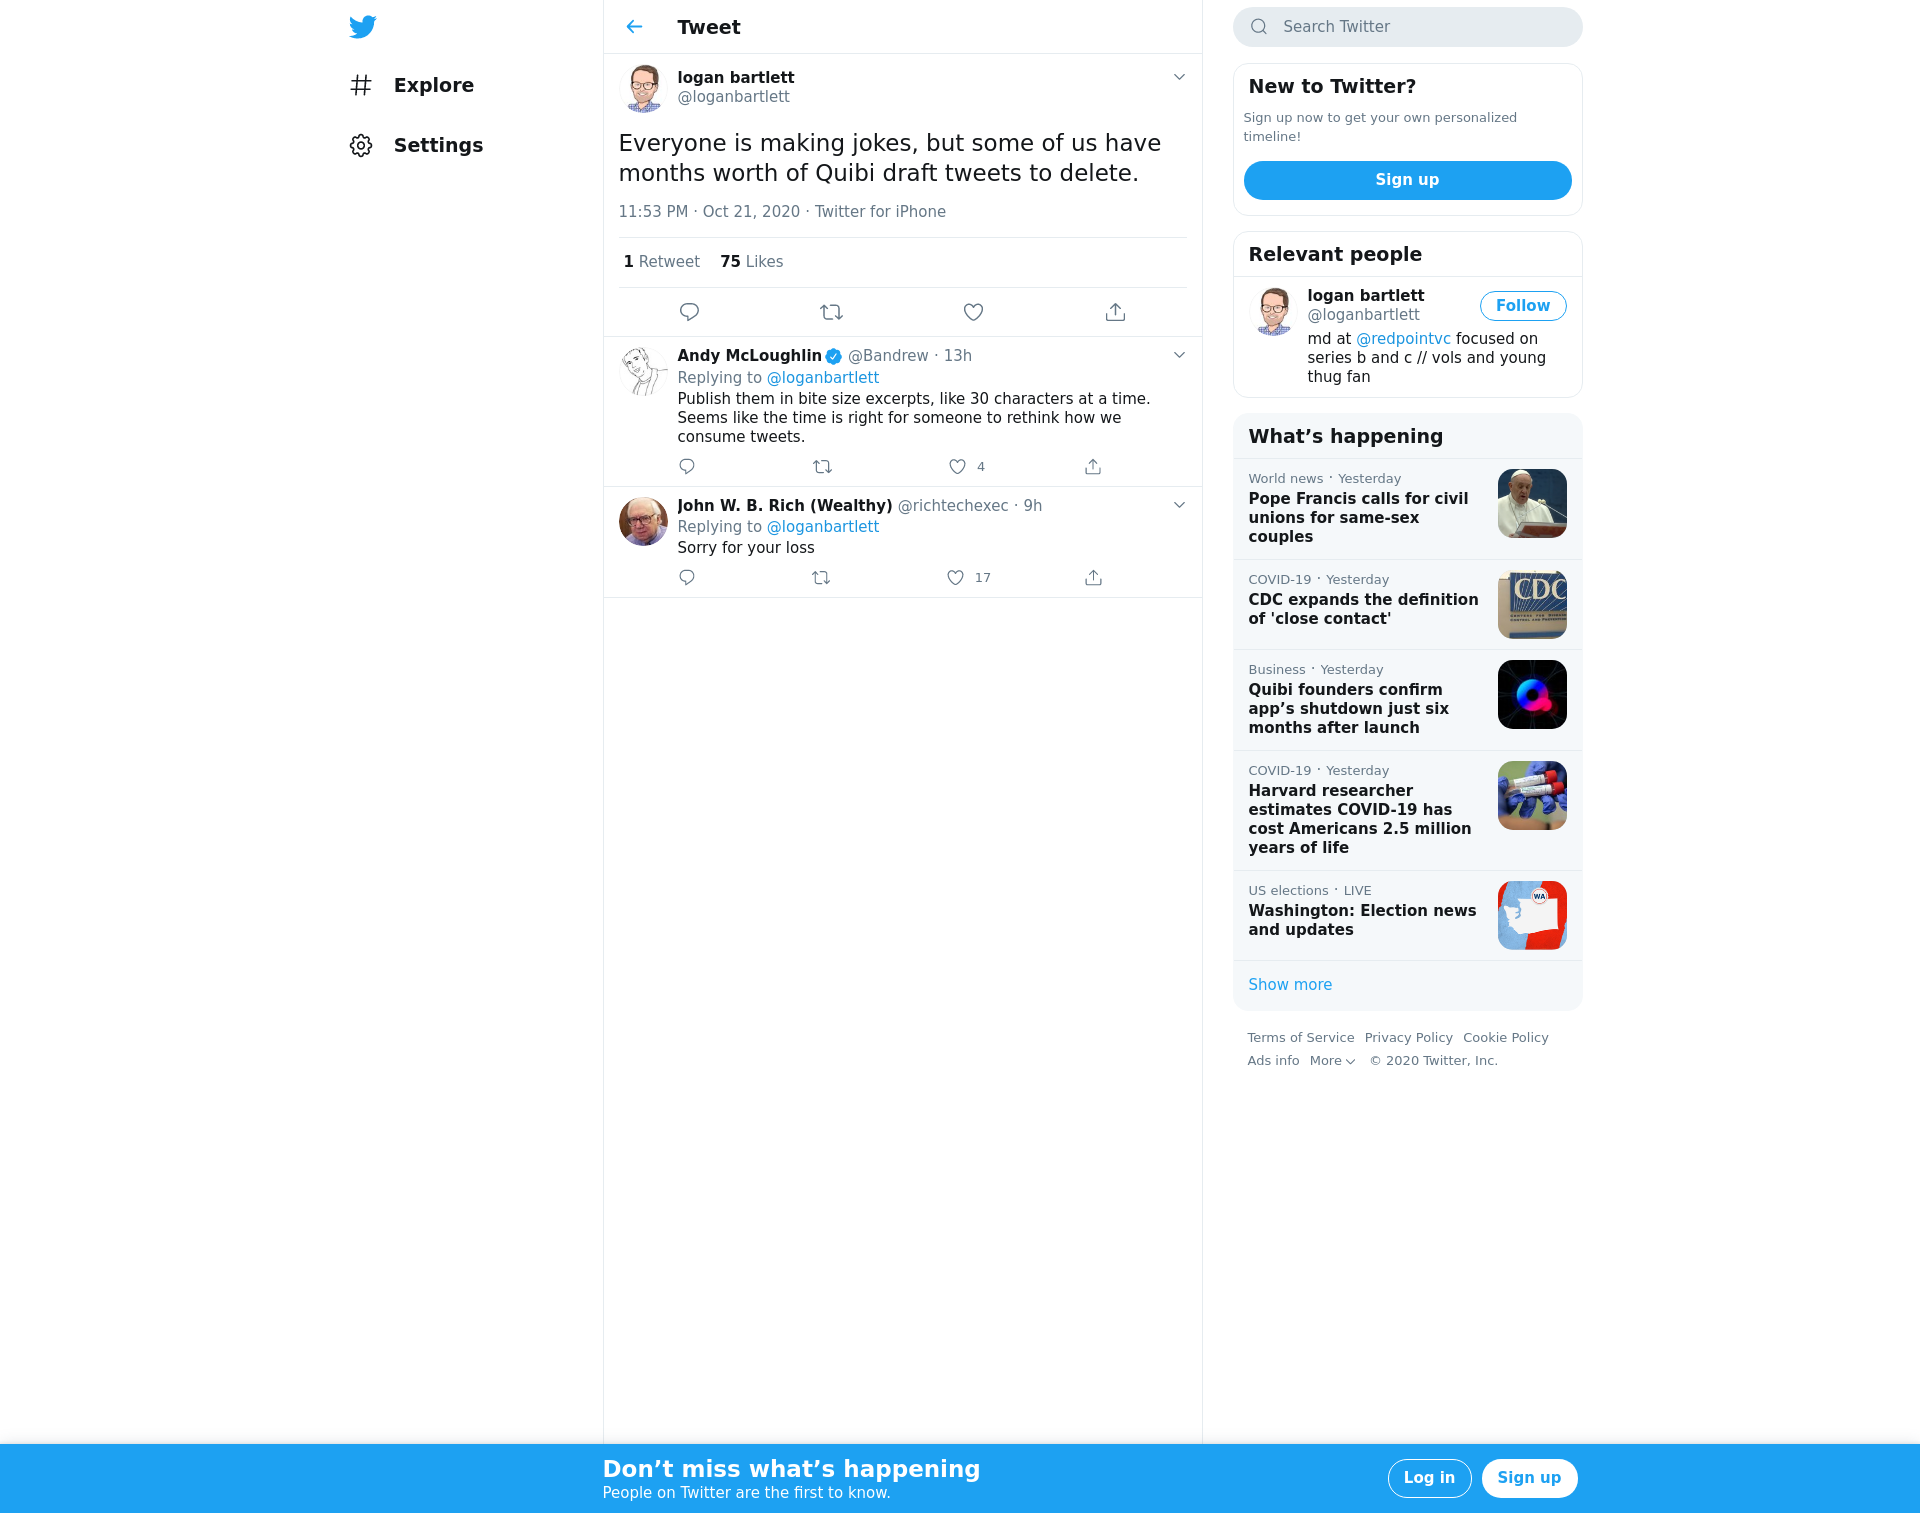 Explore
Settings
Tweet
logan bartlett
@loganbartlett
Everyone is making jokes, but some of us have
months worth of Quibi draft tweets to delete.
11:53 PM · Oct 21, 2020 · Twitter for iPhone
1 Retweet 75 Likes
Andy McLoughlin @Bandrew · 13h
Replying to @loganbartlett
Publish them in bite size excerpts, like 30 characters at a time.
Seems like the time is right for someone to rethink how we
consume tweets.
4
John W. B. Rich (Wealthy) @richtechexec · 9h
Replying to @loganbartlett
Sorry for your loss
17
Search Twitter
New to Twitter?
Sign up now to get your own personalized
timeline!
Sign up
Relevant people
logan bartlett
@loganbartlett
Follow
md at @redpointvc focused on
series b and c // vols and young
thug fan
What’s happening
World news · Yesterday
Pope Francis calls for civil
unions for same-sex
couples
COVID-19 · Yesterday
CDC expands the definition
of 'close contact'
CDC
Business · Yesterday
Quibi founders confirm
app’s shutdown just six
months after launch
COVID-19 · Yesterday
Harvard researcher
estimates COVID-19 has
cost Americans 2.5 million
years of life
US elections · LIVE
Washington: Election news
and updates
WA
Show more
Terms of Service Privacy Policy Cookie Policy
Ads info More © 2020 Twitter, Inc.
Don’t miss what’s happening
People on Twitter are the first to know.
Log in
Sign up